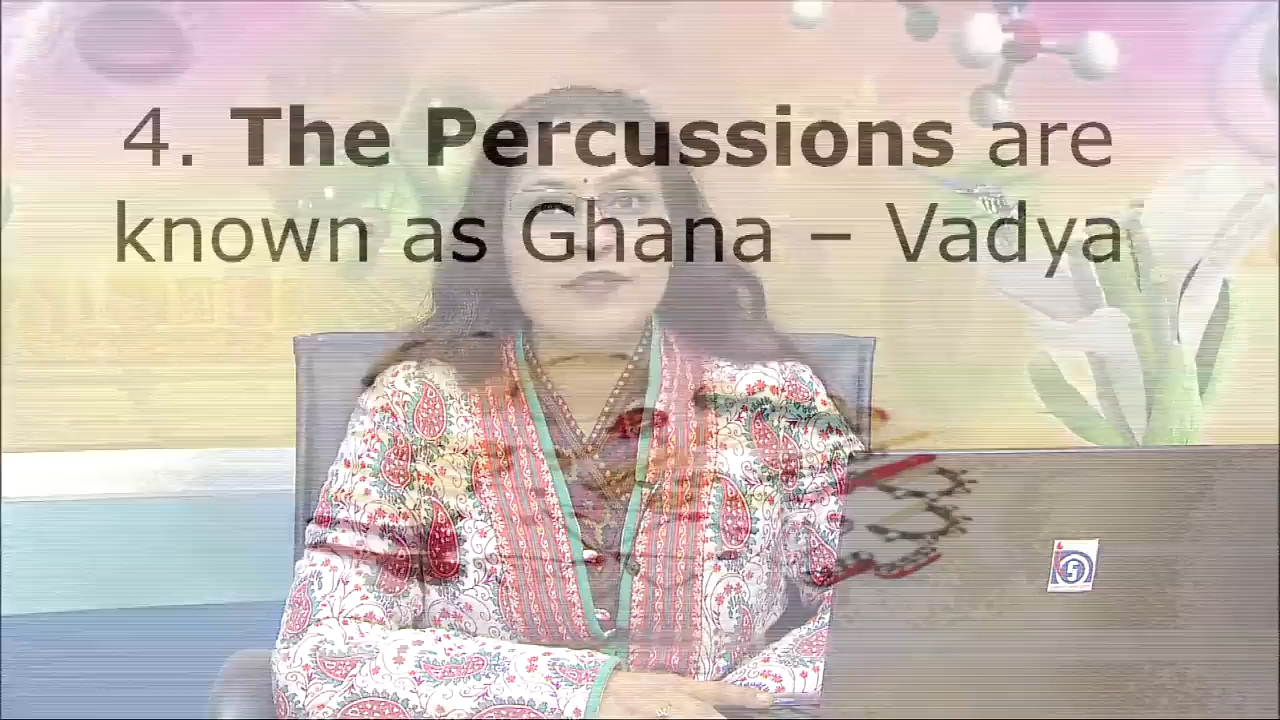 4. The Percussions are
known as Ghana – Vadya